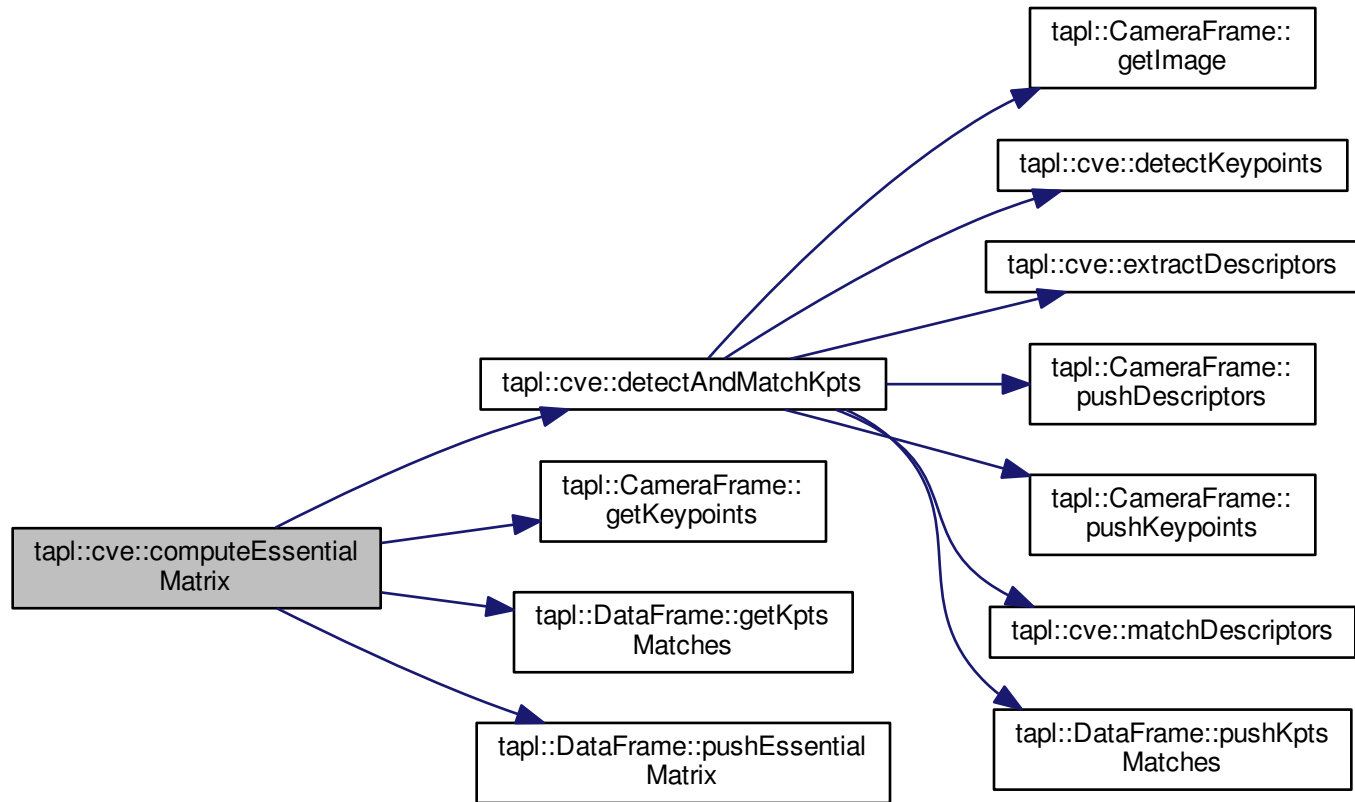 tapl::CameraFrame::
getImage
tapl::cve::detectKeypoints
tapl::cve::extractDescriptors
tapl::cve::detectAndMatchKpts
tapl::CameraFrame::
pushDescriptors
tapl::CameraFrame::
getKeypoints
tapl::CameraFrame::
pushKeypoints
tapl::cve::computeEssential
Matrix
tapl::DataFrame::getKpts
Matches
tapl::cve::matchDescriptors
tapl::DataFrame::pushEssential
Matrix
tapl::DataFrame::pushKpts
Matches